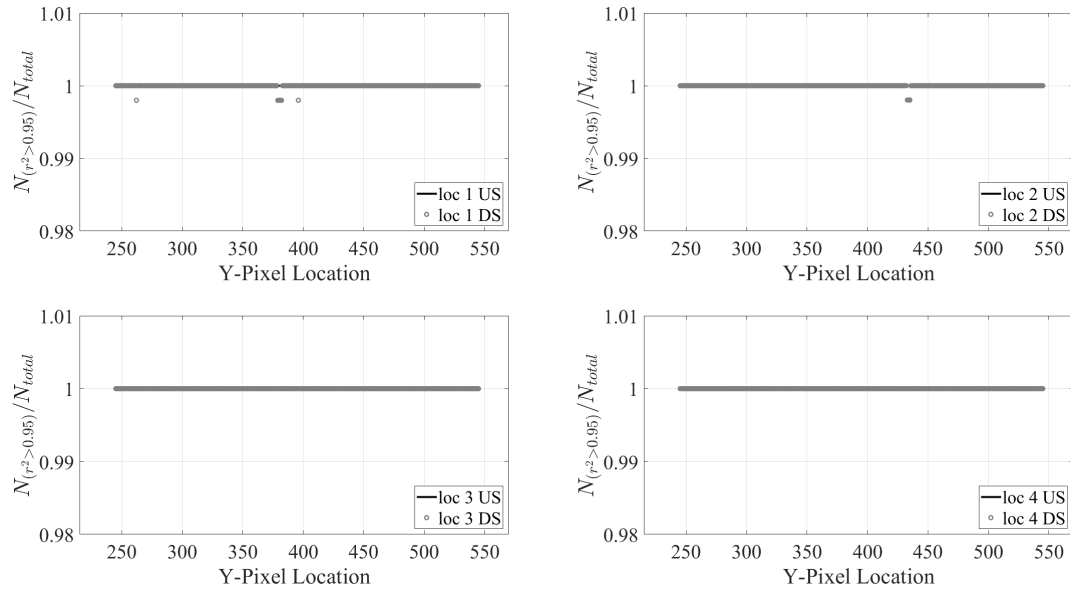 1.01
1
0.99
0.98
N(r²>0.95)/Ntotal
250 300 350 400 450 500 550
Y-Pixel Location
loc 1 US
loc 1 DS
1.01
1
0.99
0.98
N(r²>0.95)/Ntotal
250 300 350 400 450 500 550
Y-Pixel Location
loc 2 US
loc 2 DS
1.01
1
0.99
0.98
N(r²>0.95)/Ntotal
250 300 350 400 450 500 550
Y-Pixel Location
loc 3 US
loc 3 DS
1.01
1
0.99
0.98
N(r²>0.95)/Ntotal
250 300 350 400 450 500 550
Y-Pixel Location
loc 4 US
loc 4 DS